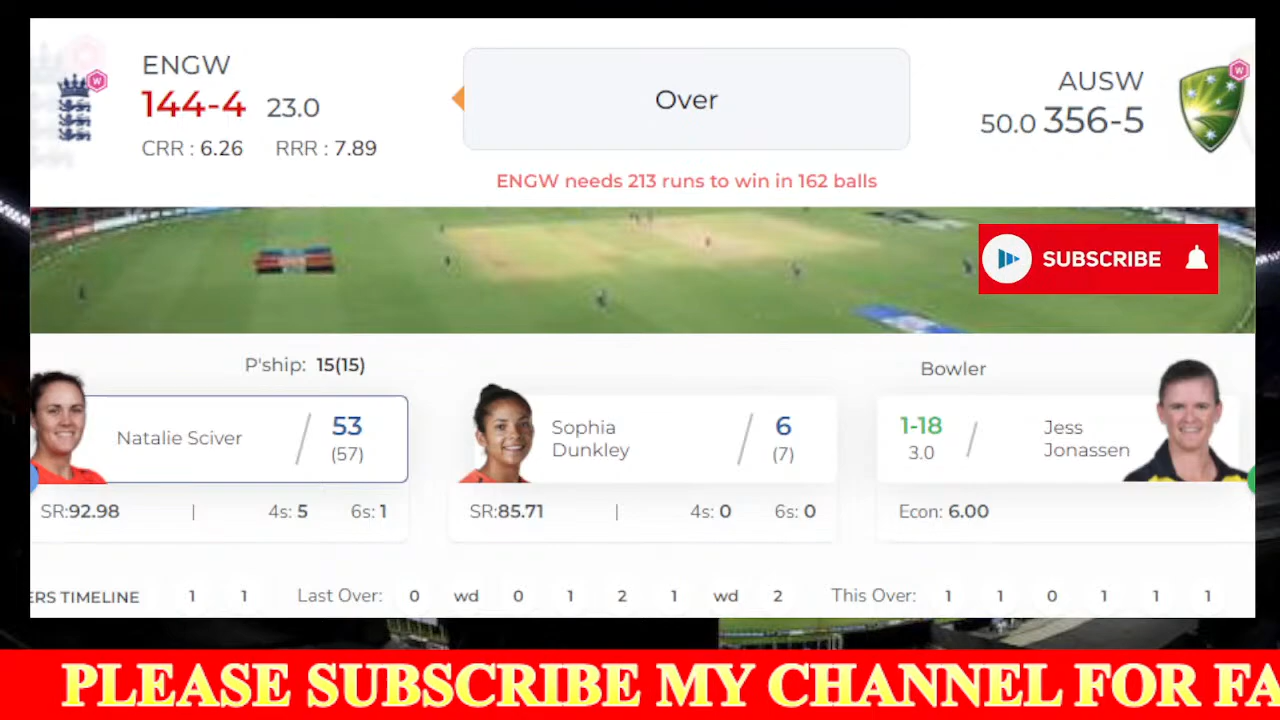 ENGW
144-4 23.0
CRR : 6.26 RRR : 7.89
Over
AUSW
50.0 356-5
W
W
ENGW needs 213 runs to win in 162 balls
SUBSCRIBE
P'ship: 15(15)
Natalie Sciver 53
(57)
SR:92.98 | 4s: 5 6s: 1
Sophia
Dunkley
6
(7)
SR:85.71 | 4s: 0 6s: 0
Bowler
1-18
3.0
Jess
Jonassen
Econ: 6.00
ERS TIMELINE 1 1 Last Over: 0 wd 0 1 2 1 wd 2 This Over: 1 1 0 1 1 1
PLEASE SUBSCRIBE MY CHANNEL FOR FA